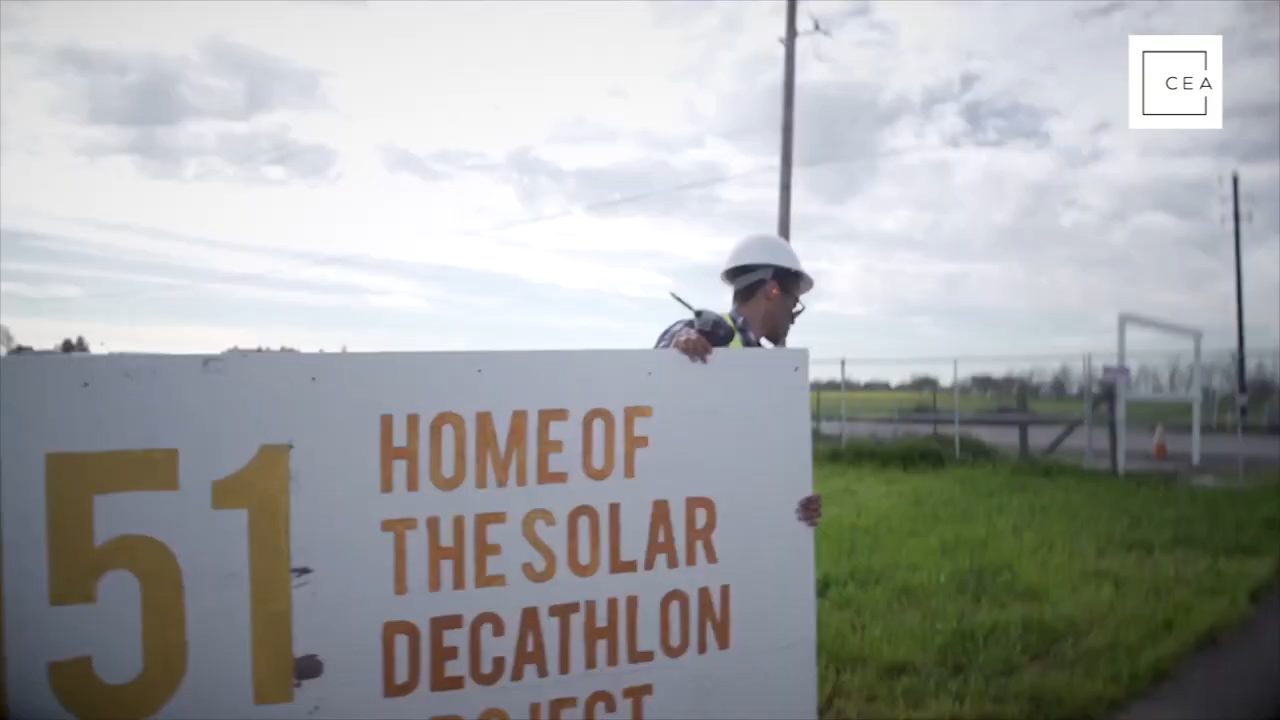 CEA
51
HOME OF
THE SOLAR
DECATHLON